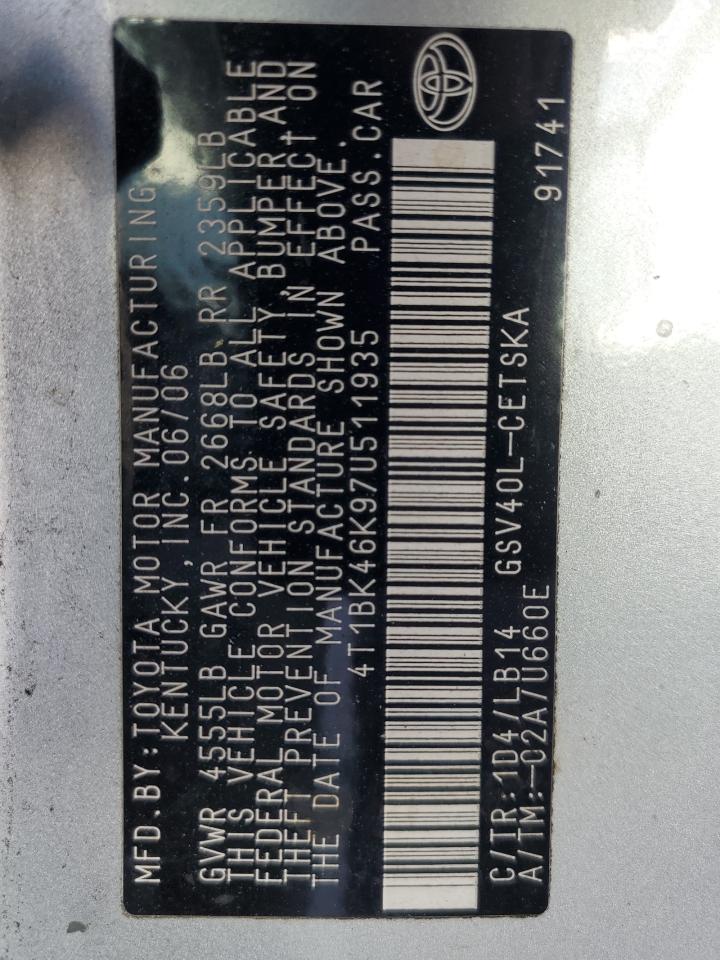 MFD.BY:TOYOTA MOTOR MANUFACTURING
KENTUCKY, INC.06/06
GVWR 4555LB GAWR FR 2668LB RR 2359LB
THIS VEHICLE CONFORMS TO ALL APPLICABLE
FEDERAL MOTOR VEHICLE SAFETY, BUMPER AND
THEFT PREVENTION STANDARDS IN EFFECT ON
THE DATE OF MANUFACTURE SHOWN ABOVE.
4T1BK46K97U511935 PASS.CAR
C/TR:1D4/LB14 GSV40L-CETSKA
A/TM:-02A/U660E 91741